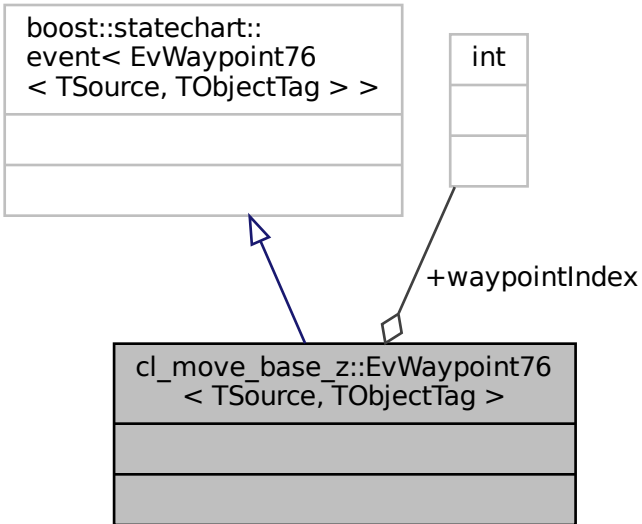 boost::statechart::
event< EvWaypoint76
< TSource, TObjectTag > >
int
+waypointIndex
cl_move_base_z::EvWaypoint76
< TSource, TObjectTag >